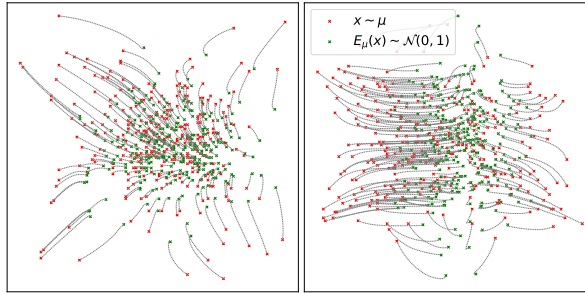 x ~ μ
E_μ(x) ~ 𝒩(0, 1)